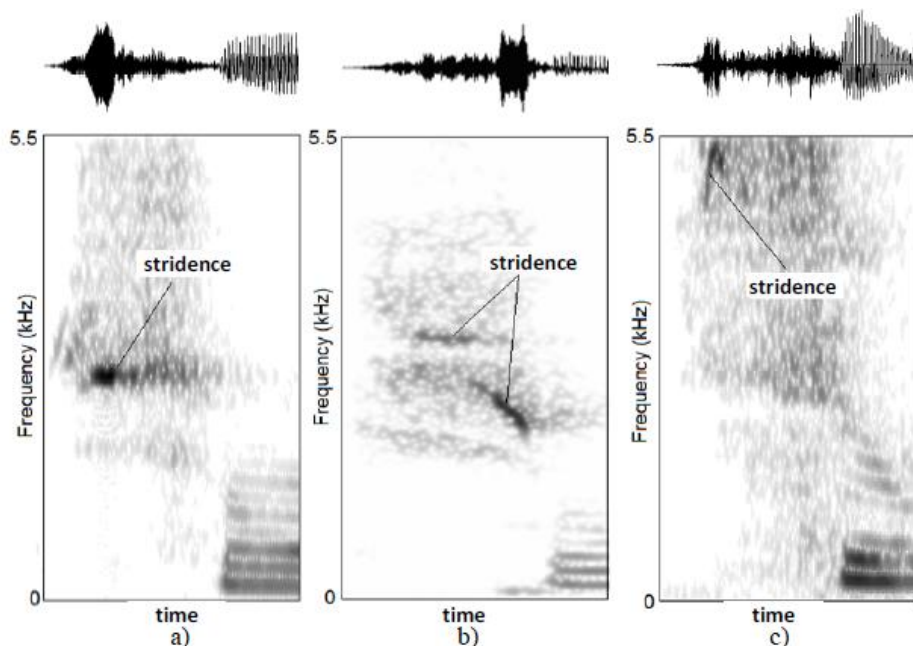 5.5
Frequency (kHz)
stridence
0
time
a)
5.5
Frequency (kHz)
stridence
0
time
b)
5.5
Frequency (kHz)
stridence
0
time
c)